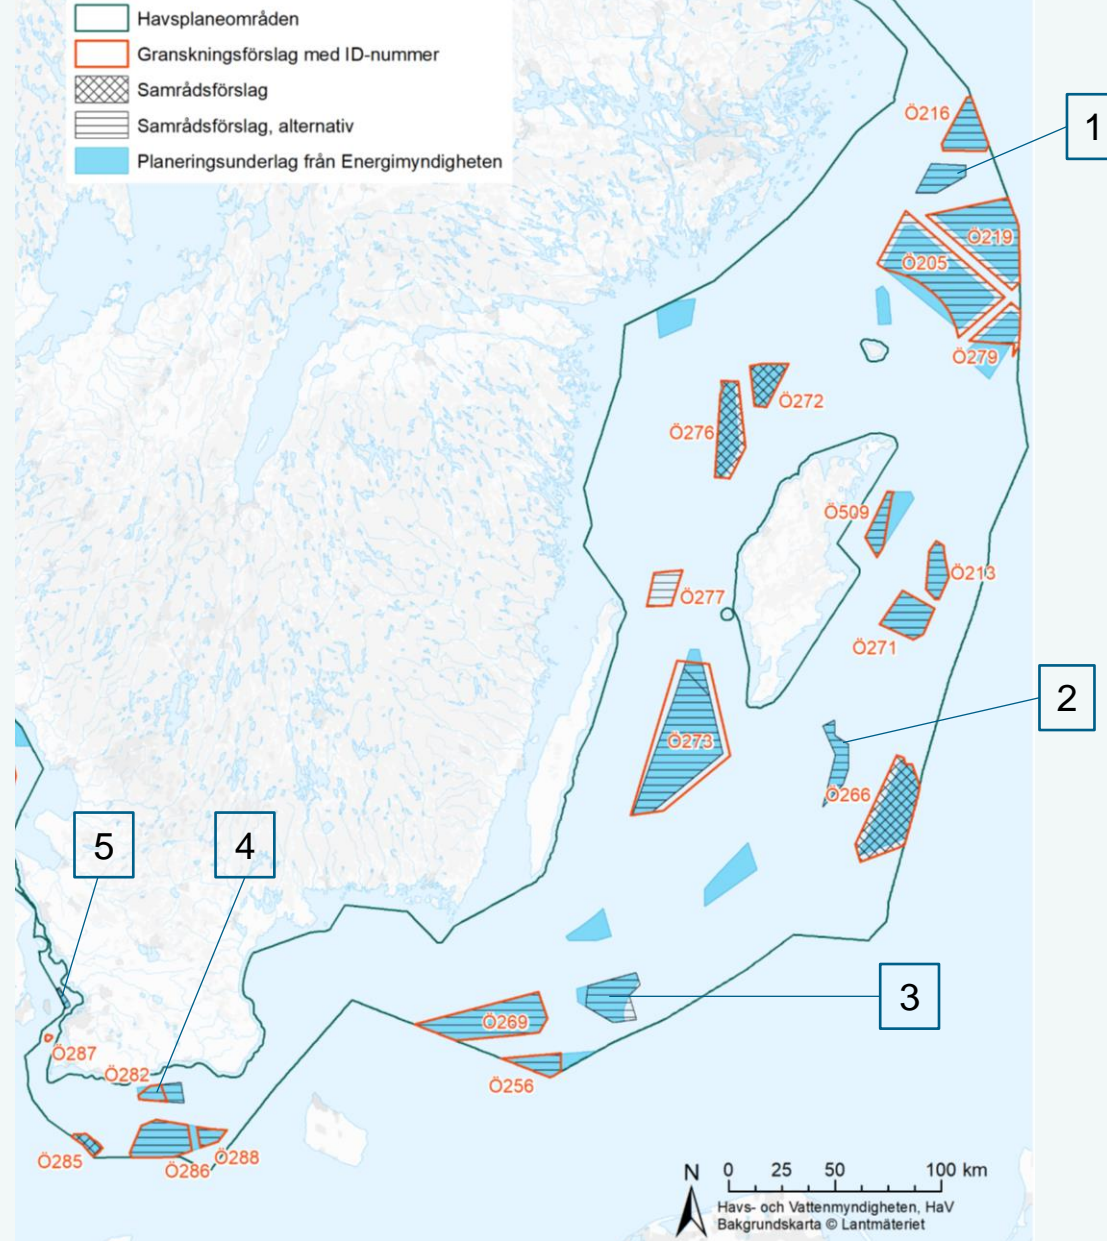 Havsplaneområden
Granskningsförslag med ID-nummer
Samrådsförslag
Samrådsförslag, alternativ
Planeringsunderlag från Energimyndigheten
Ö216
1
Ö219
Ö205
Ö279
Ö272
Ö276
Ö509
Ö213
Ö277
Ö271
2
Ö273
Ö266
5
4
3
Ö269
Ö287
Ö282
Ö256
Ö288
Ö285
Ö286
N 0 25 50 100 km
Havs- och Vattenmyndigheten, HaV
Bakgrundskarta © Lantmäteriet